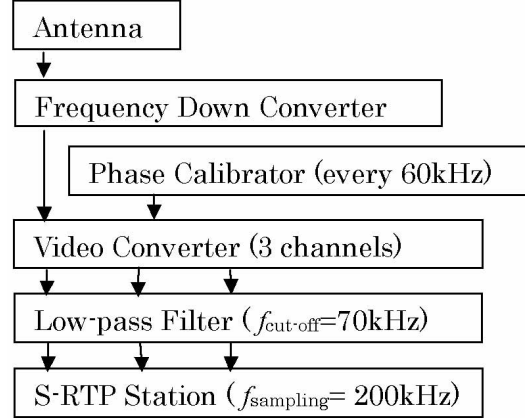 Antenna
Frequency Down Converter
Phase Calibrator (every 60kHz)
Video Converter (3 channels)
Low-pass Filter (fcut-off=70kHz)
S-RTP Station (fsampling= 200kHz)